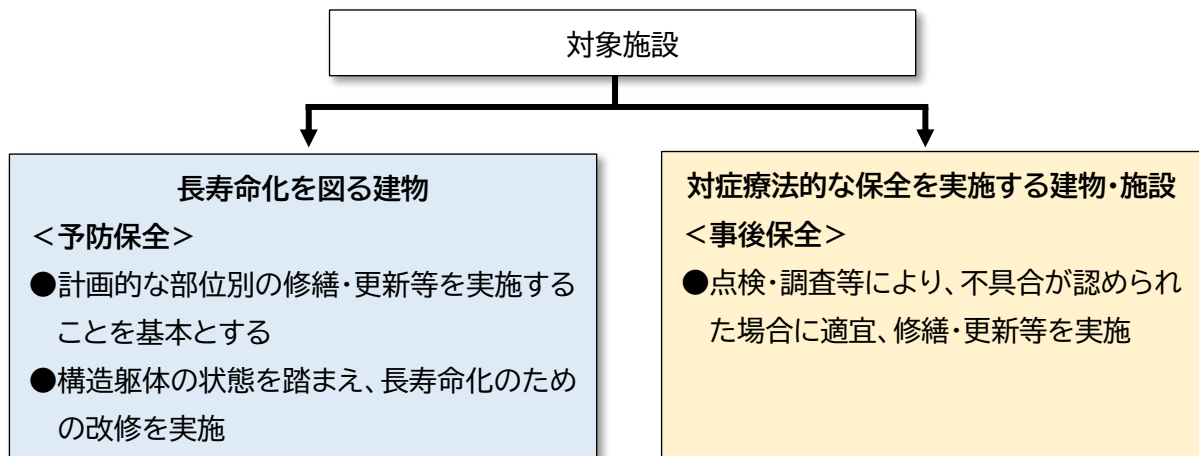 対象施設
長寿命化を図る建物
＜予防保全＞
●計画的な部位別の修繕・更新等を実施する
ことを基本とする
●構造躯体の状態を踏まえ、長寿命化のため
の改修を実施
対症療法的な保全を実施する建物・施設
＜事後保全＞
●点検・調査等により、不具合が認められ
た場合に適宜、修繕・更新等を実施